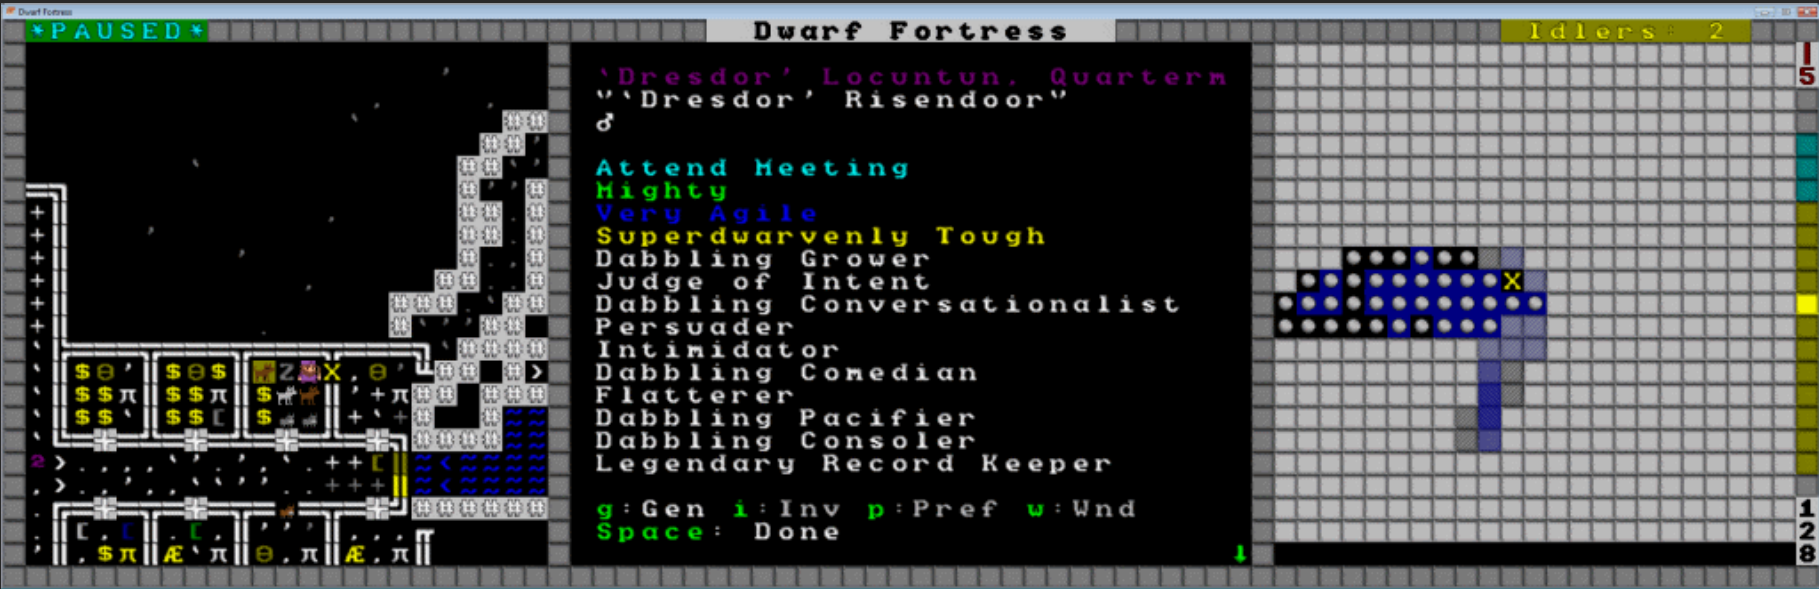 Dwarf Fortress
*PAUSED*
Dwarf Fortress
Idlers: 2
`Dresdor' Locuntun, Quarterm
"`Dresdor' Risendoor"
♂
Attend Meeting
Mighty
Very Agile
Superdwarvenly Tough
Dabbling Grower
Judge of Intent
Dabbling Conversationalist
Persuader
Intimidator
Dabbling Comedian
Flatterer
Dabbling Pacifier
Dabbling Consoler
Legendary Record Keeper
g:Gen i:Inv p:Pref w:Wnd
Space: Done
15
128